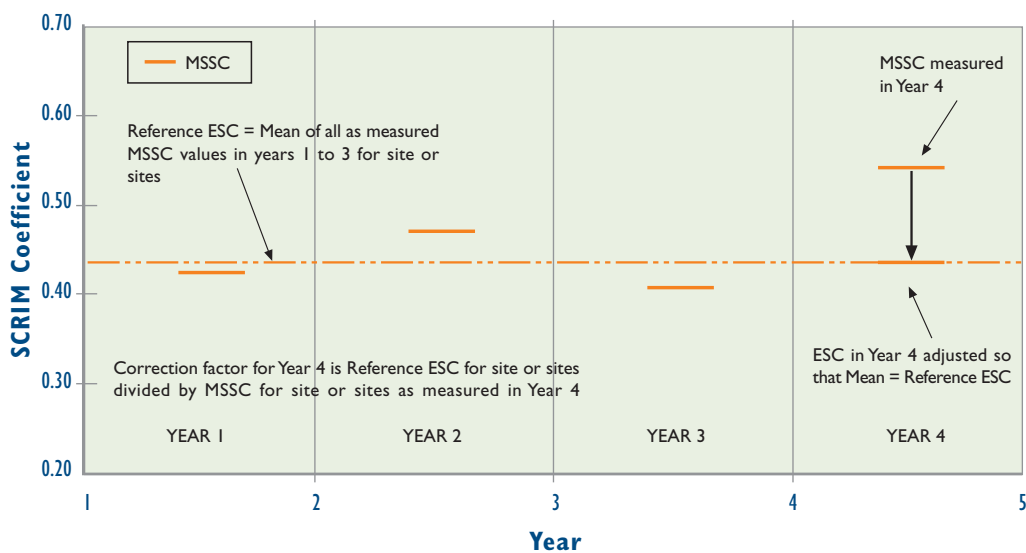 0.70
0.60
0.50
0.40
0.30
0.20
SCRIM Coefficient
MSSC
Reference ESC = Mean of all as measured
MSSC values in years 1 to 3 for site or
sites
MSSC measured
in Year 4
Correction factor for Year 4 is Reference ESC for site or sites
divided by MSSC for site or sites as measured in Year 4
ESC in Year 4 adjusted so
that Mean = Reference ESC
YEAR 1
YEAR 2
YEAR 3
YEAR 4
1
2
3
4
5
Year